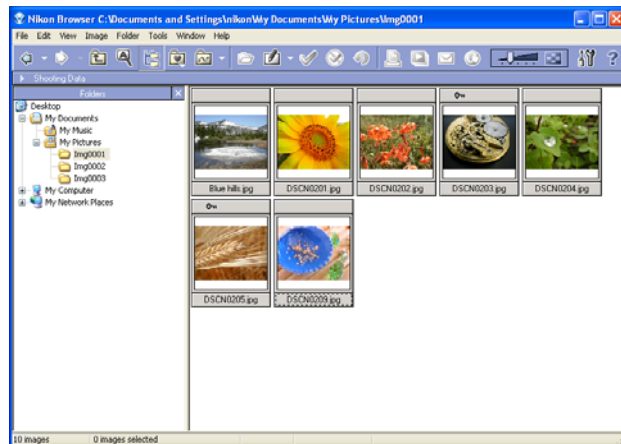 Nikon Browser C:\Documents and Settings\nikon\My Documents\My Pictures\Img0001
File Edit View Image Folder Tools Window Help
Shooting Data
Folders
Desktop
My Documents
My Music
My Pictures
Img0001
Img0002
Img0003
My Computer
My Network Places
Blue hills.jpg DSCN0201.jpg DSCN0202.jpg DSCN0203.jpg DSCN0204.jpg
DSCN0205.jpg DSCN0209.jpg
10 images 0 images selected